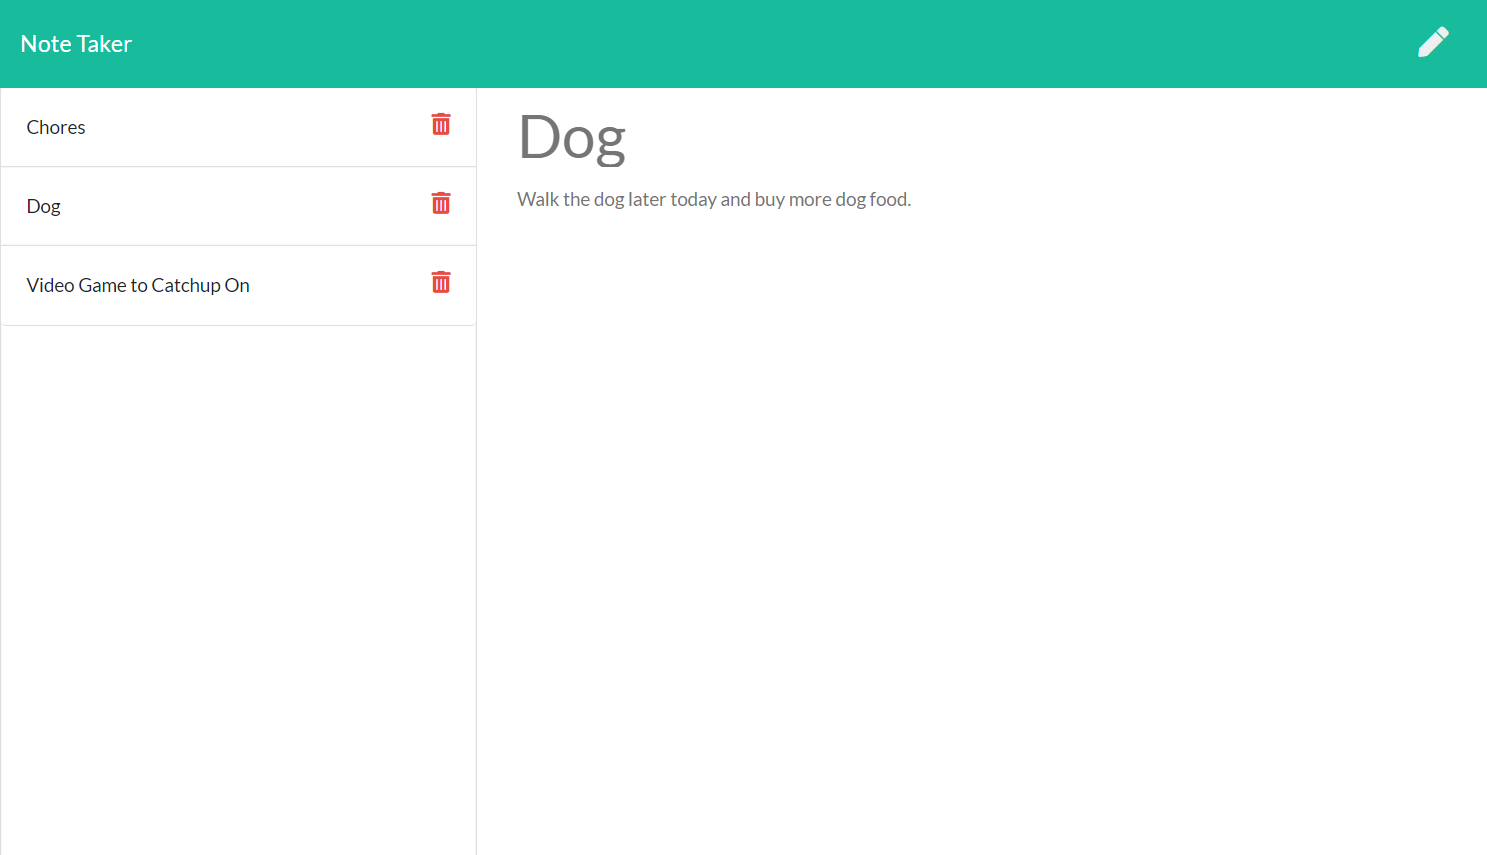 Note Taker
Chores
Dog
Video Game to Catchup On
Dog
Walk the dog later today and buy more dog food.